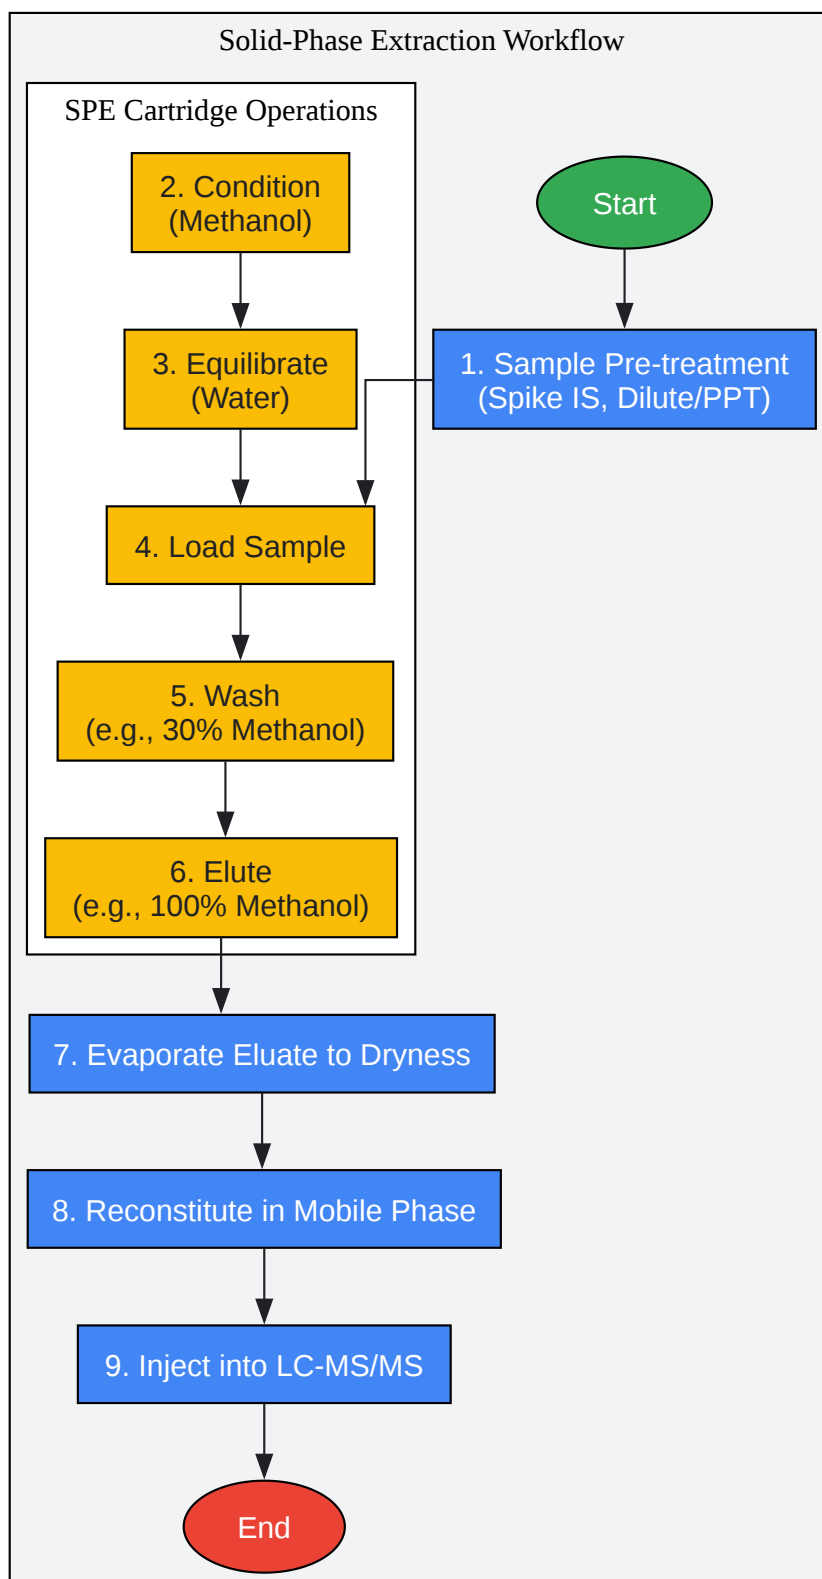 Solid-Phase Extraction Workflow
SPE Cartridge Operations
2. Condition
(Methanol)
Start
3. Equilibrate
(Water)
1. Sample Pre-treatment
(Spike IS, Dilute/PPT)
4. Load Sample
5. Wash
(e.g., 30% Methanol)
6. Elute
(e.g., 100% Methanol)
7. Evaporate Eluate to Dryness
8. Reconstitute in Mobile Phase
9. Inject into LC-MS/MS
End